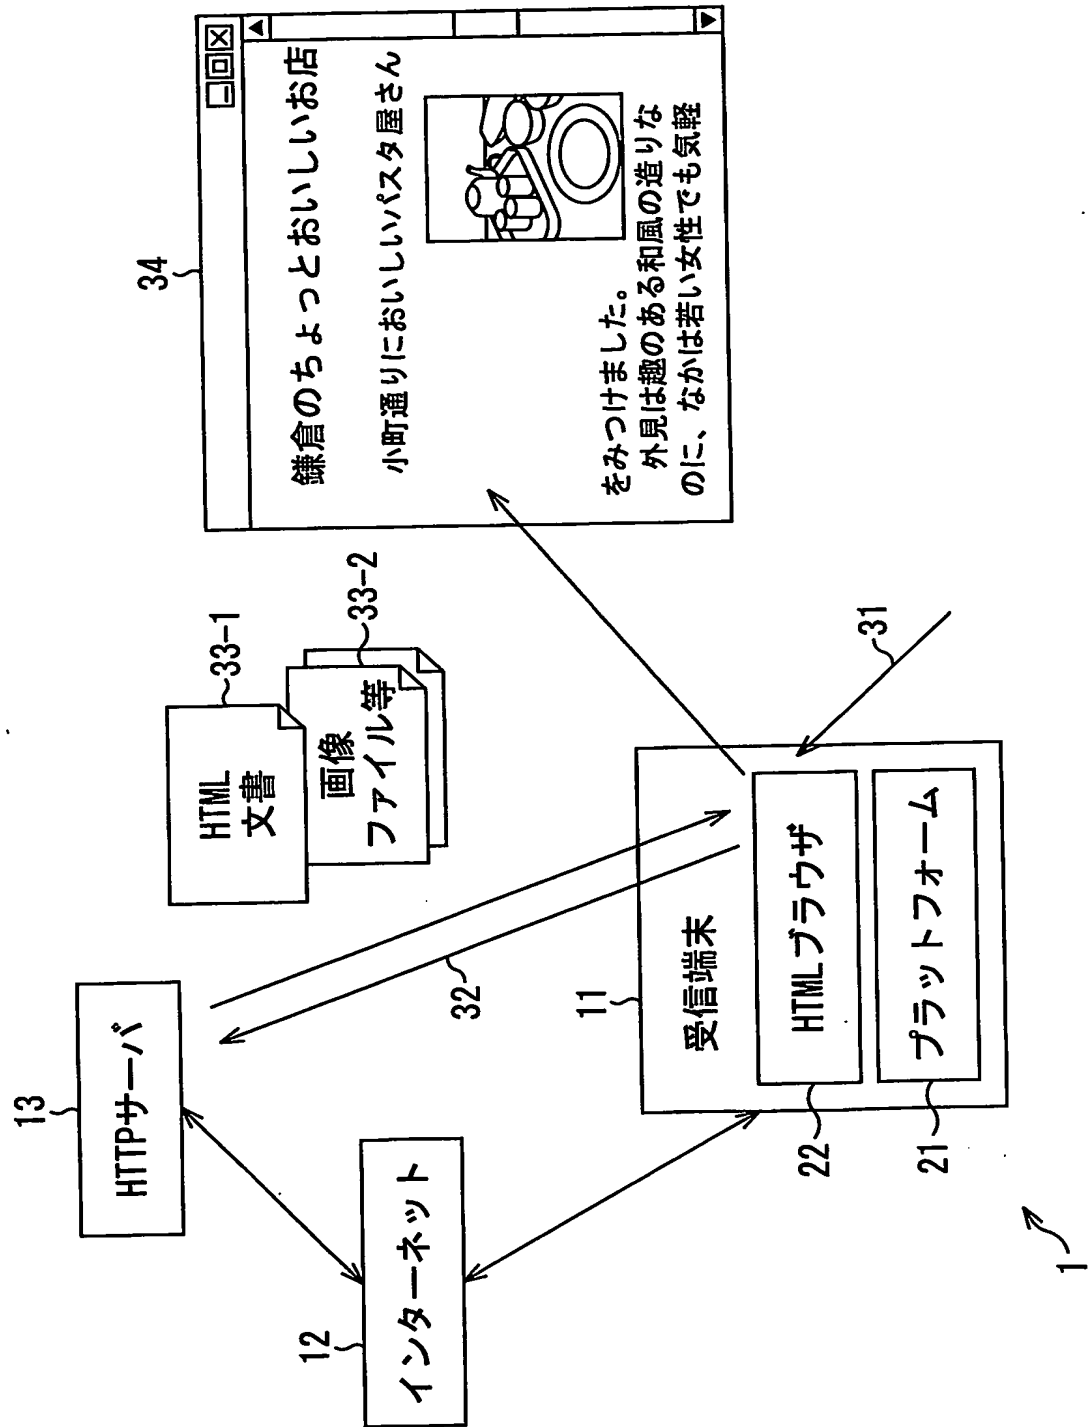 13
HTTPサーバ
12
インターネット
32
33-1
HTML
文書
33-2
画像
ファイル等
34
鎌倉のちょっとおいしいお店
小町通りにおいしいパスタ屋さん
をみつけました。
外見は趣のある和風の造りな
のに、なかは若い女性でも気軽
11
受信端末
22
HTMLブラウザ
21
プラットフォーム
31
1